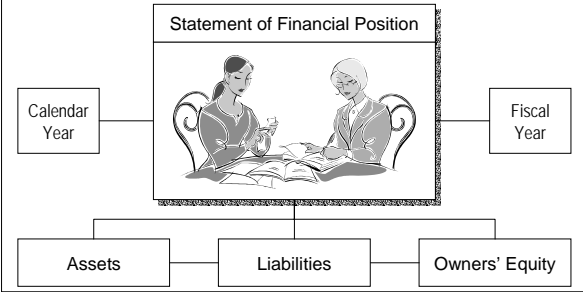 Statement of Financial Position
Calendar
Year
Fiscal
Year
Assets
Liabilities
Owners' Equity